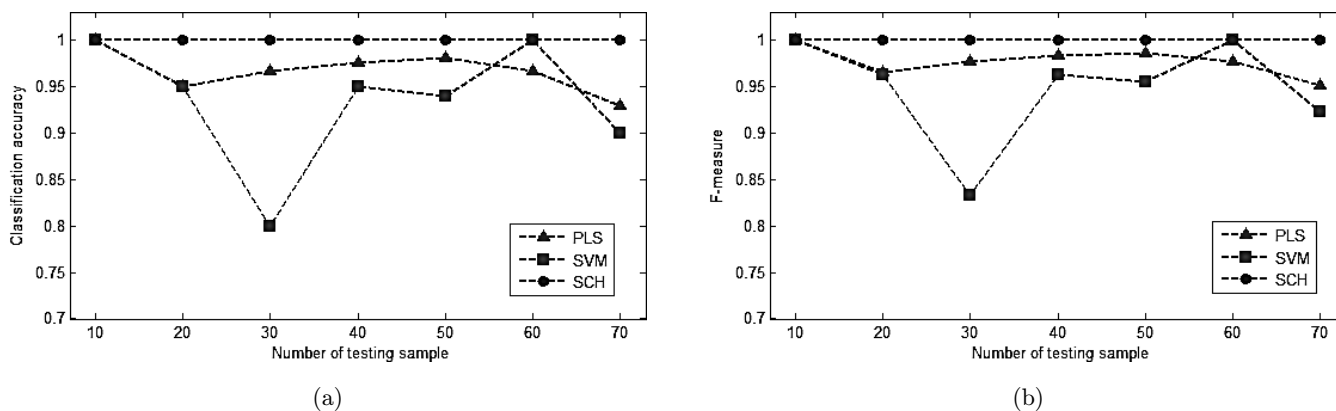 1
0.95
0.9
0.85
0.8
0.75
0.7
Classification accuracy
10 20 30 40 50 60 70
Number of testing sample
PLS
SVM
SCH
(a)
1
0.95
0.9
0.85
0.8
0.75
0.7
F-measure
10 20 30 40 50 60 70
Number of testing sample
PLS
SVM
SCH
(b)